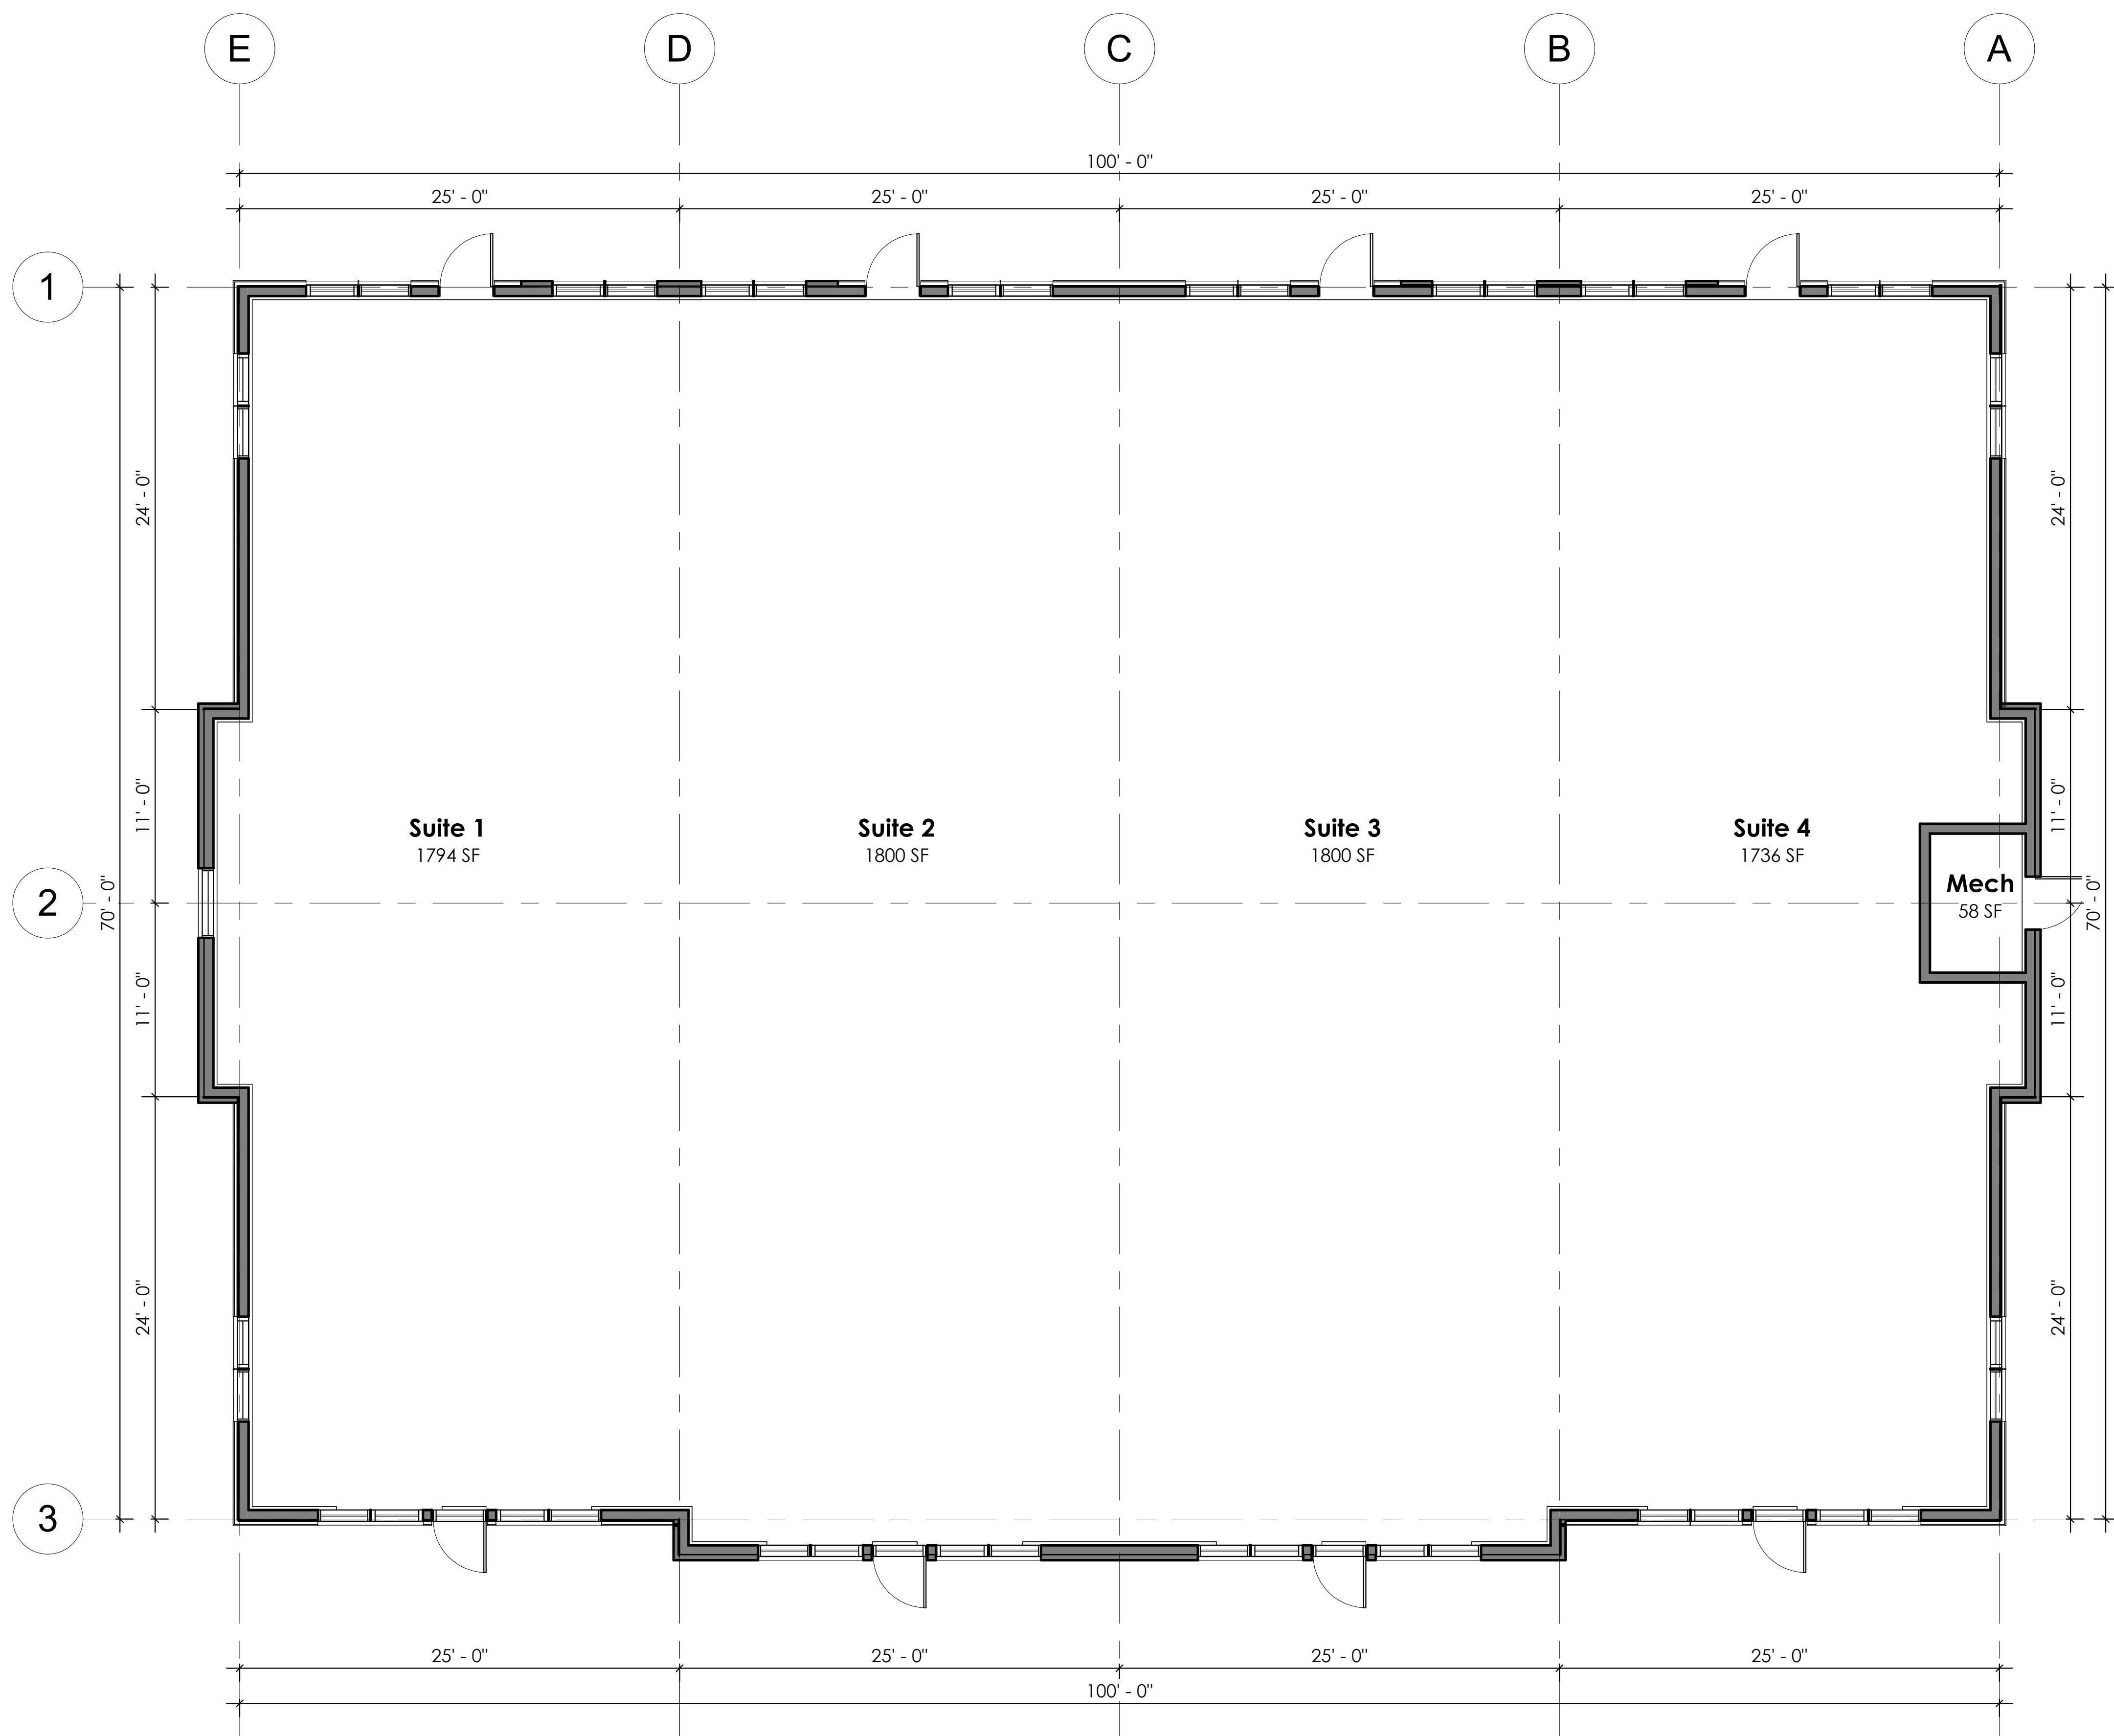 E D C B A
100' - 0"
25' - 0" 25' - 0" 25' - 0" 25' - 0"
1
24' - 0" 24' - 0"
11' - 0" 11' - 0"
Suite 1 Suite 2 Suite 3 Suite 4
1794 SF 1800 SF 1800 SF 1736 SF
Mech
58 SF
2
70' - 0" 70' - 0"
11' - 0" 11' - 0"
24' - 0" 24' - 0"
3
25' - 0" 25' - 0" 25' - 0" 25' - 0"
100' - 0"